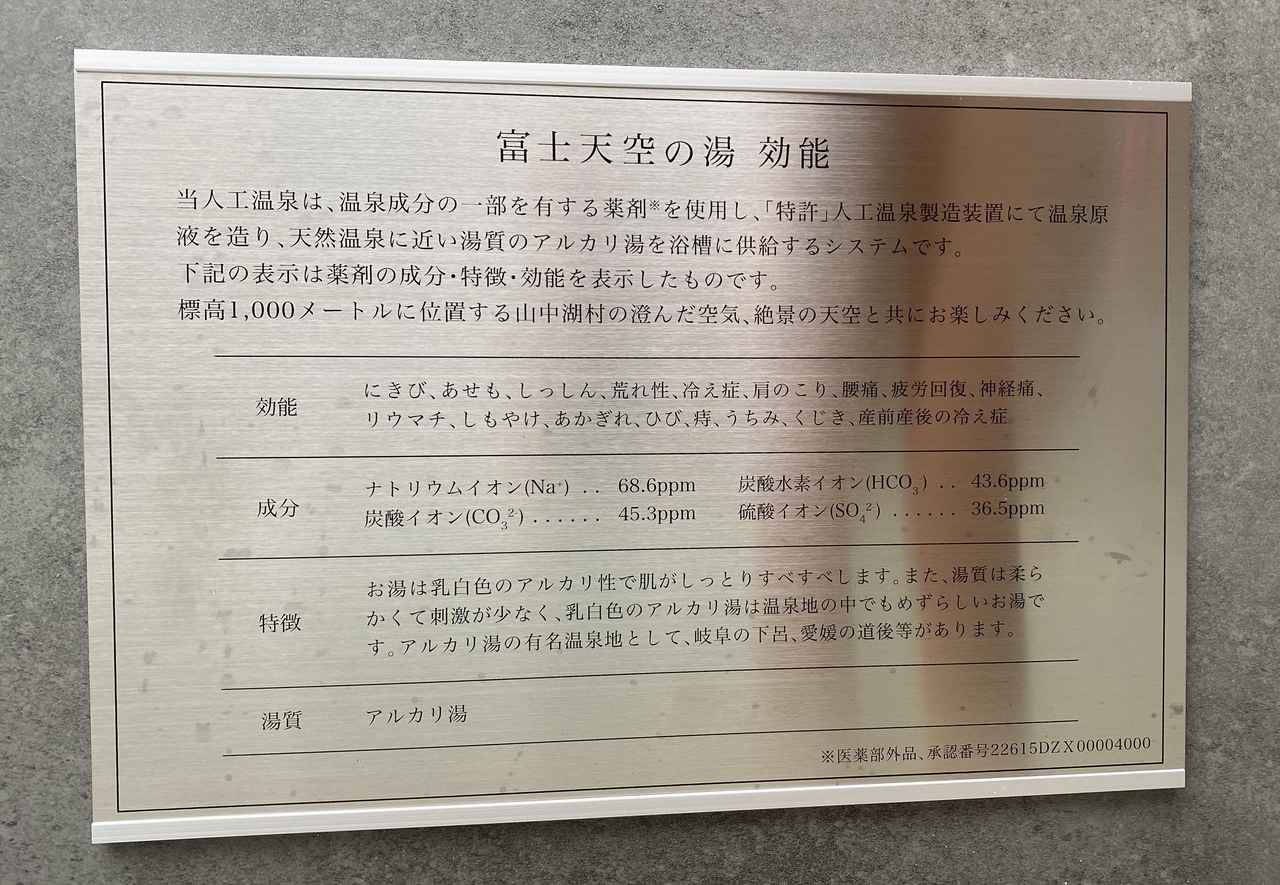 富士天空の湯 効能
当人工温泉は、温泉成分の一部を有する薬剤※を使用し、「特許」人工温泉製造装置にて温泉原
液を造り、天然温泉に近い湯質のアルカリ湯を浴槽に供給するシステムです。
下記の表示は薬剤の成分・特徴・効能を表示したものです。
標高1,000メートルに位置する山中湖村の澄んだ空気、絶景の天空と共にお楽しみください。
効能
にきび、あせも、しっしん、荒れ性、冷え症、肩のこり、腰痛、疲労回復、神経痛、
リウマチ、しもやけ、あかぎれ、ひび、痔、うちみ、くじき、産前産後の冷え症
成分
ナトリウムイオン(Na⁺) .. 68.6ppm 炭酸水素イオン(HCO₃⁻) .. 43.6ppm
炭酸イオン(CO₃²⁻) ...... 45.3ppm 硫酸イオン(SO₄²⁻) ...... 36.5ppm
特徴
お湯は乳白色のアルカリ性で肌がしっとりすべすべします。また、湯質は柔ら
かくて刺激が少なく、乳白色のアルカリ湯は温泉地の中でもめずらしいお湯で
す。アルカリ湯の有名温泉地として、岐阜の下呂、愛媛の道後等があります。
湯質
アルカリ湯
※医薬部外品、承認番号22615DZX00004000